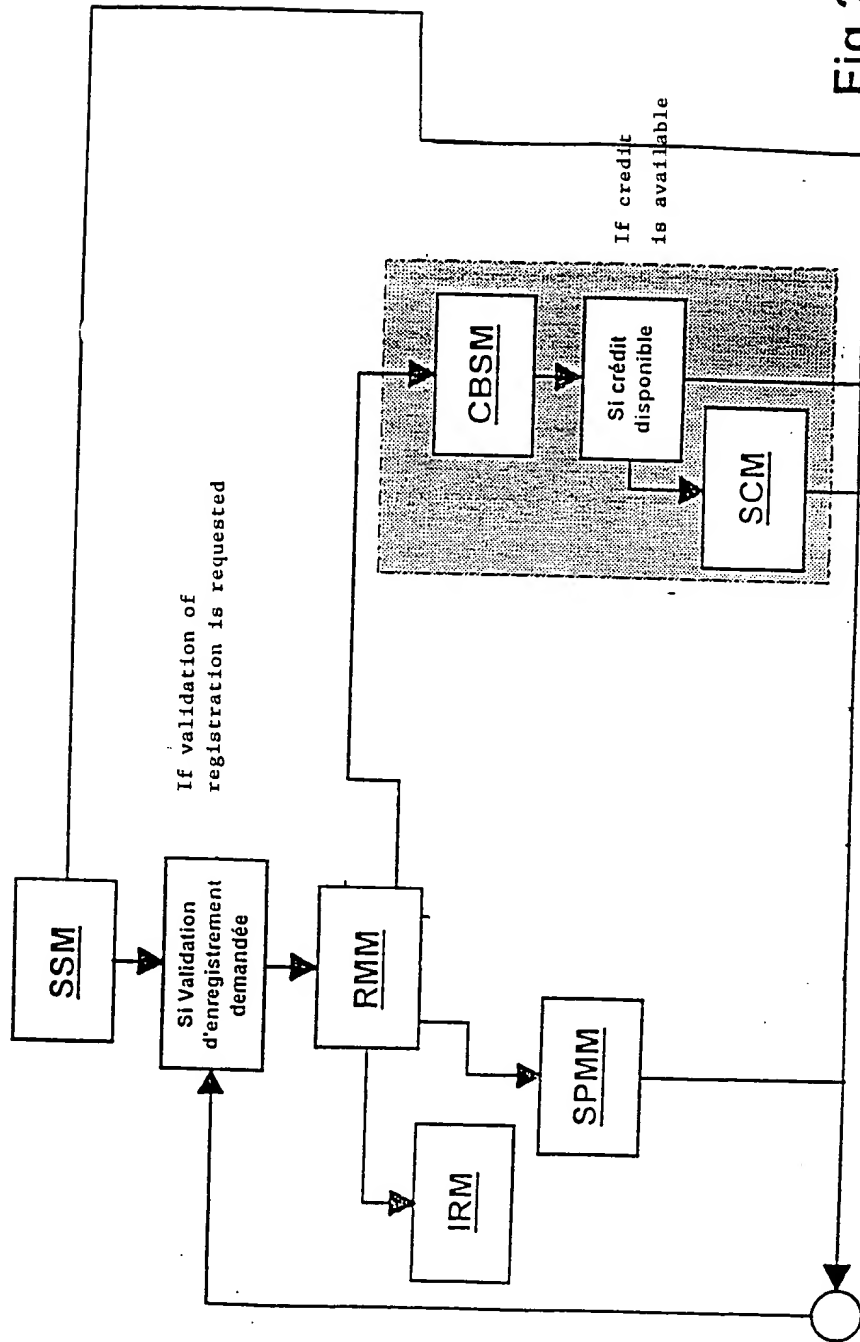 SSM
Si Validation
d'enregistrement
demandée
If validation of
registration is requested
RMM
IRM
SPMM
CBSM
Si crédit
disponible
SCM
If credit
is available
Fig